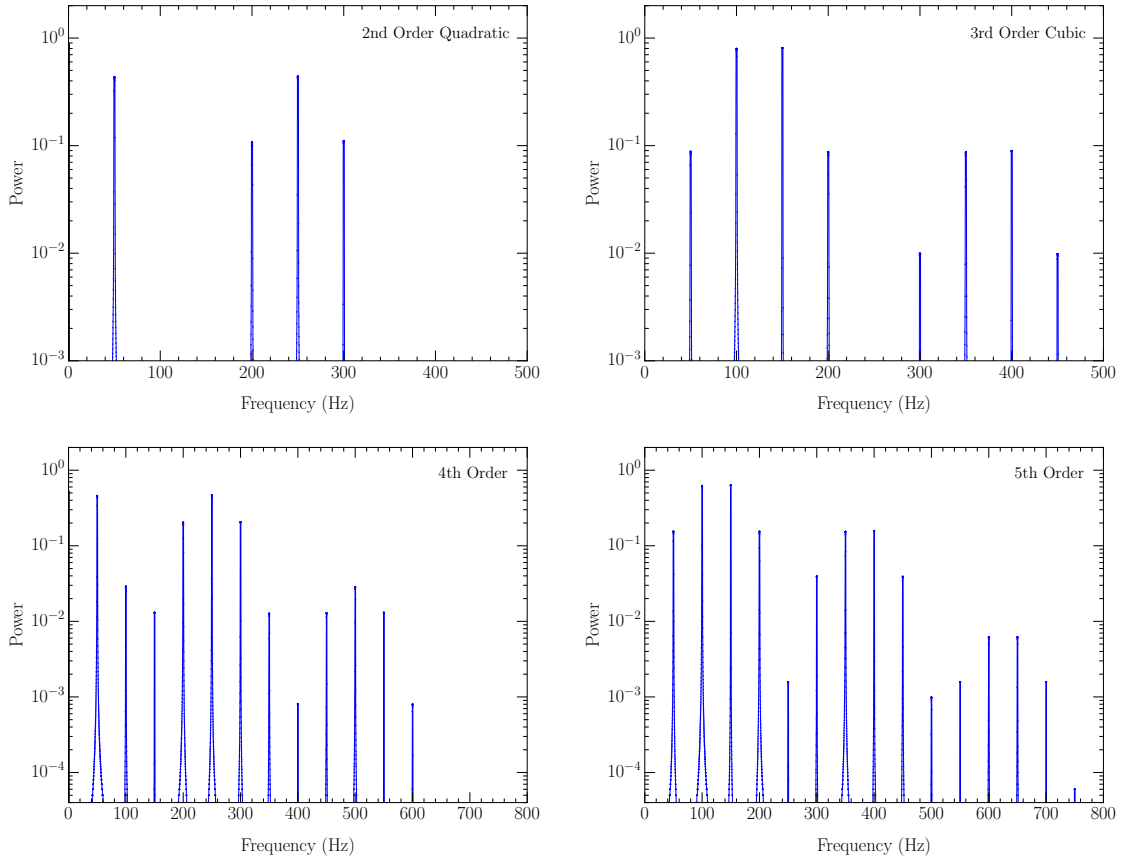 2nd Order Quadratic
10^0
10^-1
10^-2
10^-3
Power
0 100 200 300 400 500
Frequency (Hz)
3rd Order Cubic
10^0
10^-1
10^-2
10^-3
Power
0 100 200 300 400 500
Frequency (Hz)
4th Order
10^0
10^-1
10^-2
10^-3
10^-4
Power
0 100 200 300 400 500 600 700 800
Frequency (Hz)
5th Order
10^0
10^-1
10^-2
10^-3
10^-4
Power
0 100 200 300 400 500 600 700 800
Frequency (Hz)